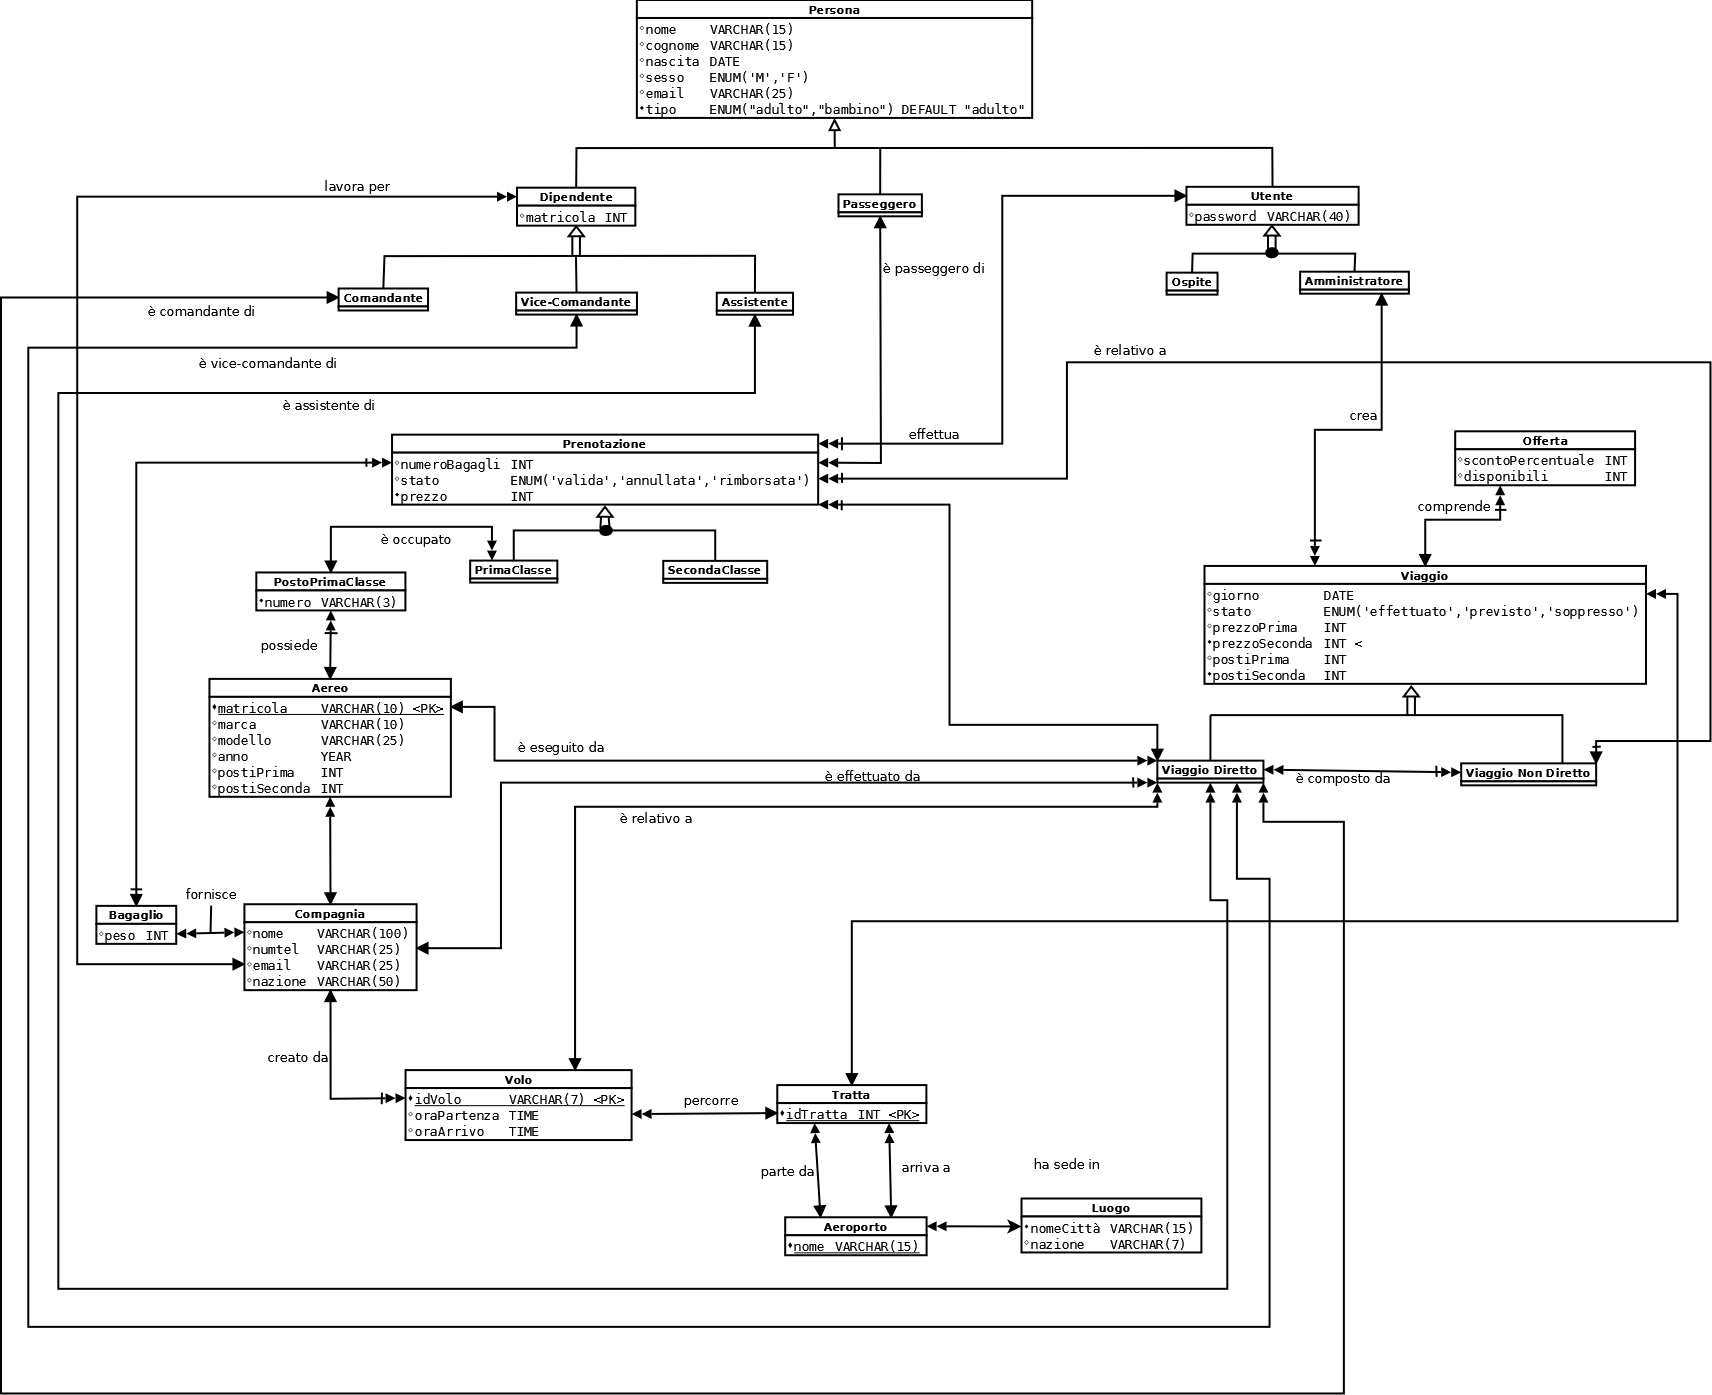 Persona
nome VARCHAR(15)
cognome VARCHAR(15)
nascita DATE
sesso ENUM('M','F')
email VARCHAR(25)
tipo ENUM("adulto","bambino") DEFAULT "adulto"
lavora per
Dipendente
matricola INT
Passeggero
Utente
password VARCHAR(40)
è passeggero di
Comandante
Vice-Comandante
Assistente
Ospite
Amministratore
è comandante di
è vice-comandante di
è relativo a
è assistente di
crea
effettua
Prenotazione
numeroBagagli INT
stato ENUM('valida','annullata','rimborsata')
prezzo INT
Offerta
scontoPercentuale INT
disponibili INT
comprende
è occupato
PrimaClasse
SecondaClasse
PostoPrimaClasse
numero VARCHAR(3)
possiede
Viaggio
giorno DATE
stato ENUM('effettuato','previsto','soppresso')
prezzoPrima INT
prezzoSeconda INT <
postiPrima INT
postiSeconda INT
Aereo
matricola VARCHAR(10) <PK>
marca VARCHAR(10)
modello VARCHAR(25)
anno YEAR
postiPrima INT
postiSeconda INT
è eseguito da
è effettuato da
Viaggio Diretto
è composto da
Viaggio Non Diretto
è relativo a
fornisce
Bagaglio
peso INT
Compagnia
nome VARCHAR(100)
numtel VARCHAR(25)
email VARCHAR(25)
nazione VARCHAR(50)
creato da
Volo
idVolo VARCHAR(7) <PK>
oraPartenza TIME
oraArrivo TIME
percorre
Tratta
idTratta INT <PK>
parte da
arriva a
ha sede in
Aeroporto
nome VARCHAR(15)
Luogo
nomeCittà VARCHAR(15)
nazione VARCHAR(7)